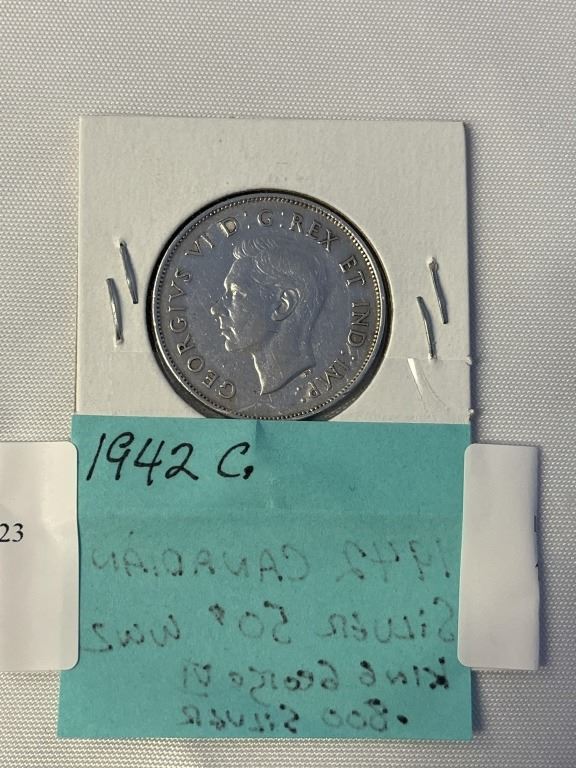 GEORGIVS VI D: G: REX ET IND: IMP:
1942 C.
23
1942 CANADIAN
SILVER 50¢ WW2
KING GEORGE VI
.800 SILVER